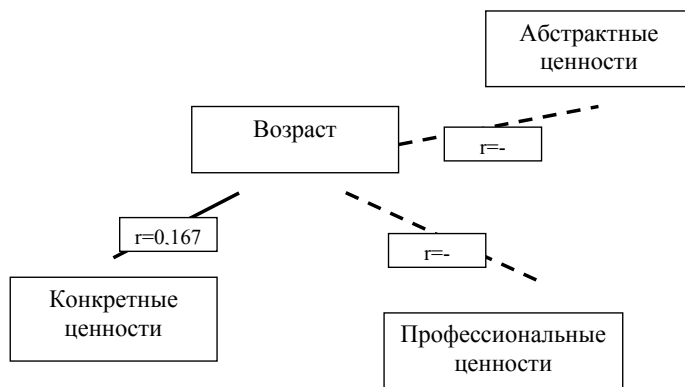 Абстрактные
ценности
Возраст
r=-
r=0,167
r=-
Конкретные
ценности
Профессиональные
ценности